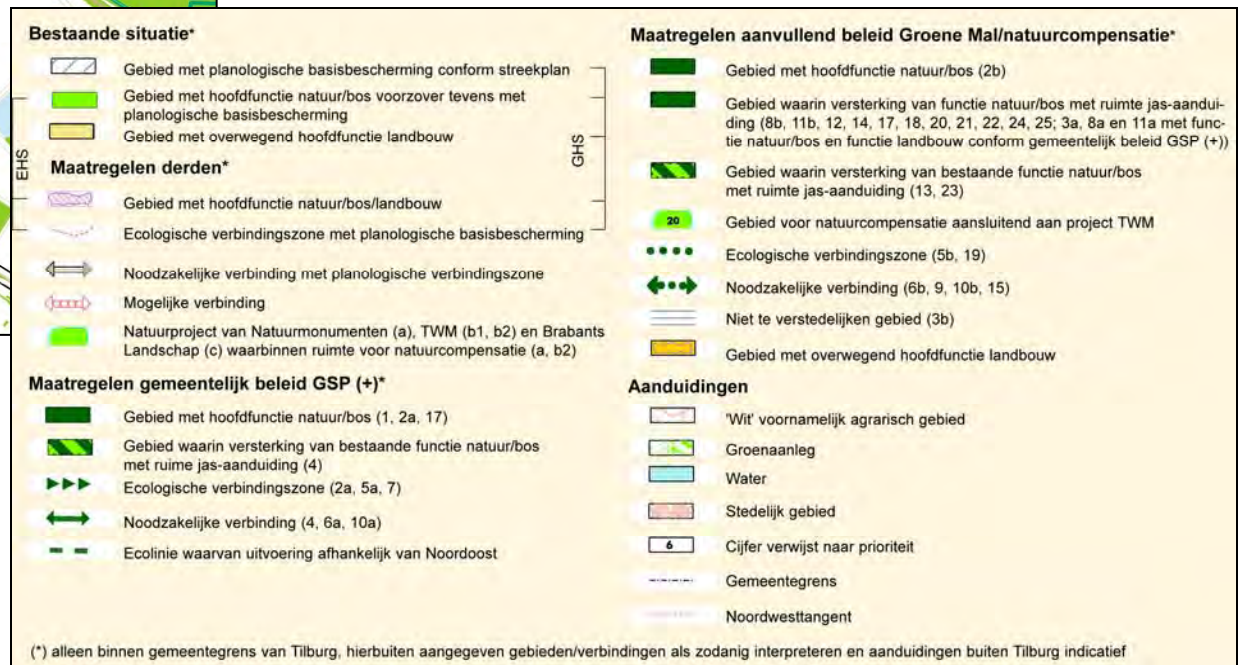 Bestaande situatie*
Gebied met planologische basisbescherming conform streekplan
Gebied met hoofdfunctie natuur/bos voorzover tevens met
planologische basisbescherming
Gebied met overwegend hoofdfunctie landbouw
EHS
GHS
Maatregelen derden*
Gebied met hoofdfunctie natuur/bos/landbouw
Ecologische verbindingszone met planologische basisbescherming
Noodzakelijke verbinding met planologische verbindingszone
Mogelijke verbinding
Natuurproject van Natuurmonumenten (a), TWM (b1, b2) en Brabants
Landschap (c) waarbinnen ruimte voor natuurcompensatie (a, b2)
Maatregelen gemeentelijk beleid GSP (+)*
Gebied met hoofdfunctie natuur/bos (1, 2a, 17)
Gebied waarin versterking van bestaande functie natuur/bos
met ruime jas-aanduiding (4)
Ecologische verbindingszone (2a, 5a, 7)
Noodzakelijke verbinding (4, 6a, 10a)
Ecolinie waarvan uitvoering afhankelijk van Noordoost
Maatregelen aanvullend beleid Groene Mal/natuurcompensatie*
Gebied met hoofdfunctie natuur/bos (2b)
Gebied waarin versterking van functie natuur/bos met ruimte jas-aandui-
ding (8b, 11b, 12, 14, 17, 18, 20, 21, 22, 24, 25; 3a, 8a en 11a met func-
tie natuur/bos en functie landbouw conform gemeentelijk beleid GSP (+))
Gebied waarin versterking van bestaande functie natuur/bos
met ruimte jas-aanduiding (13, 23)
20 Gebied voor natuurcompensatie aansluitend aan project TWM
Ecologische verbindingszone (5b, 19)
Noodzakelijke verbinding (6b, 9, 10b, 15)
Niet te verstedelijken gebied (3b)
Gebied met overwegend hoofdfunctie landbouw
Aanduidingen
'Wit' voornamelijk agrarisch gebied
Groenaanleg
Water
Stedelijk gebied
6 Cijfer verwijst naar prioriteit
Gemeentegrens
Noordwesttangent
(*) alleen binnen gemeentegrens van Tilburg, hierbuiten aangegeven gebieden/verbindingen als zodanig interpreteren en aanduidingen buiten Tilburg indicatief